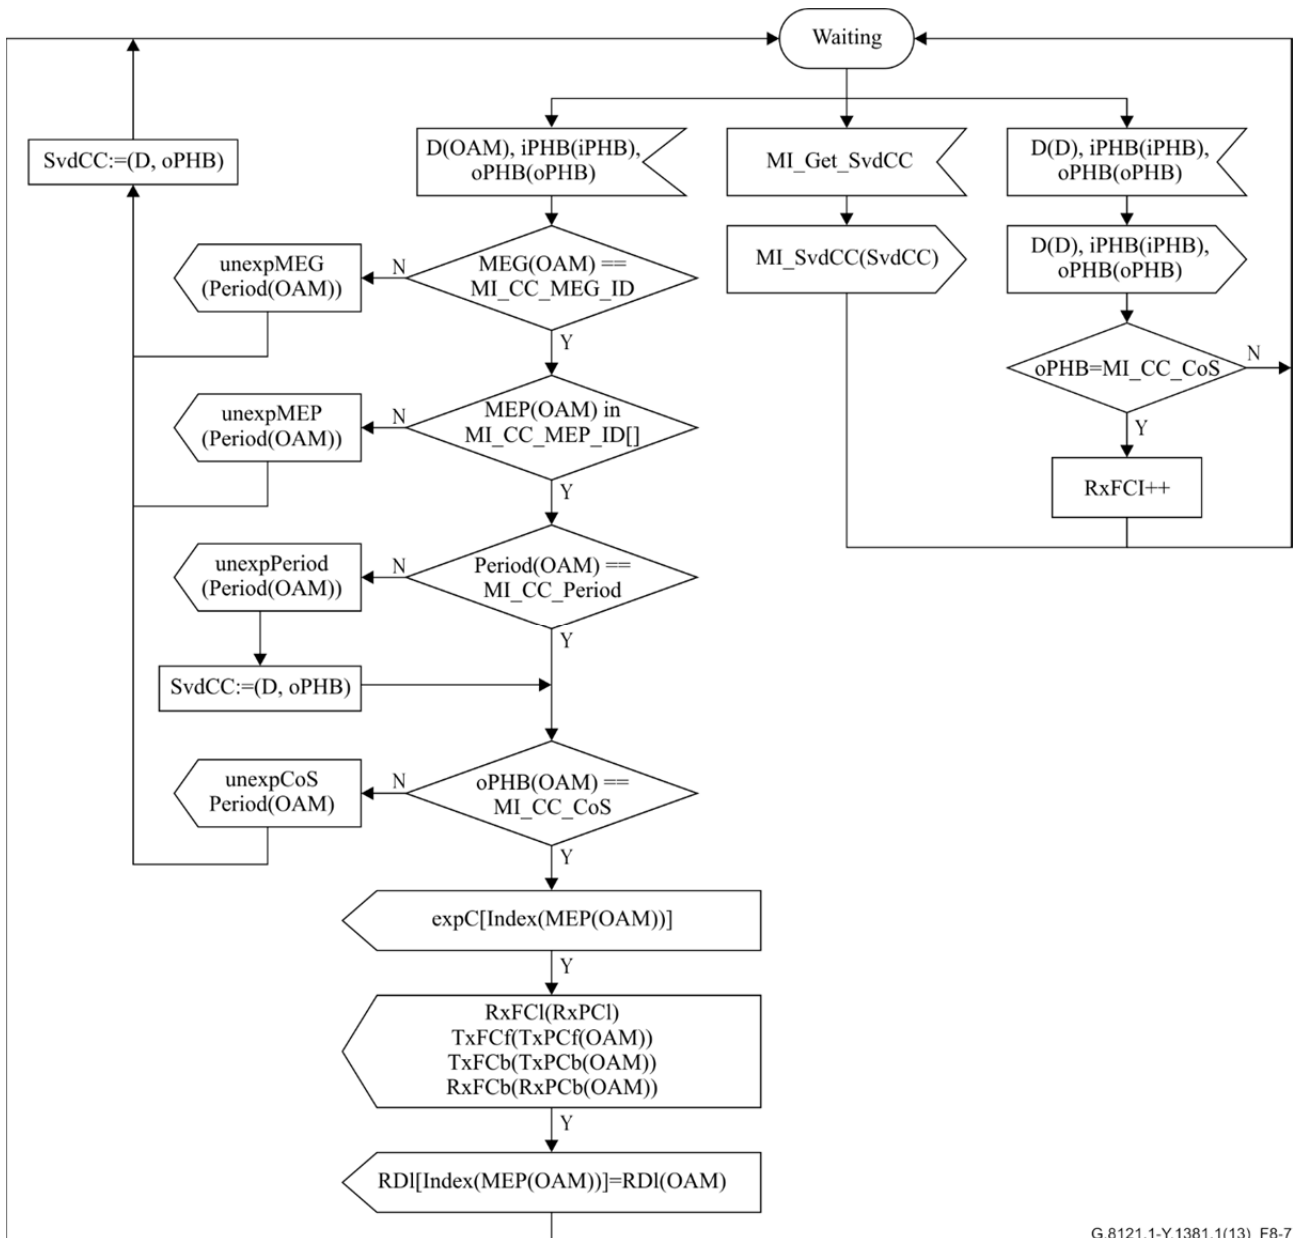 Waiting
SvdCC:=(D, oPHB)
D(OAM), iPHB(iPHB),
oPHB(oPHB)
MI_Get_SvdCC
D(D), iPHB(iPHB),
oPHB(oPHB)
unexpMEG
(Period(OAM))
N
MEG(OAM) ==
MI_CC_MEG_ID
Y
MI_SvdCC(SvdCC)
D(D), iPHB(iPHB),
oPHB(oPHB)
oPHB=MI_CC_CoS
N
Y
RxFCI++
unexpMEP
(Period(OAM))
N
MEP(OAM) in
MI_CC_MEP_ID[]
Y
unexpPeriod
(Period(OAM))
N
Period(OAM) ==
MI_CC_Period
Y
SvdCC:=(D, oPHB)
unexpCoS
Period(OAM)
N
oPHB(OAM) ==
MI_CC_CoS
Y
expC[Index(MEP(OAM))]
Y
RxFCl(RxPCl)
TxFCf(TxPCf(OAM))
TxFCb(TxPCb(OAM))
RxFCb(RxPCb(OAM))
Y
RDl[Index(MEP(OAM))]=RDl(OAM)
G.8121.1-Y.1381.1(13)_F8-7